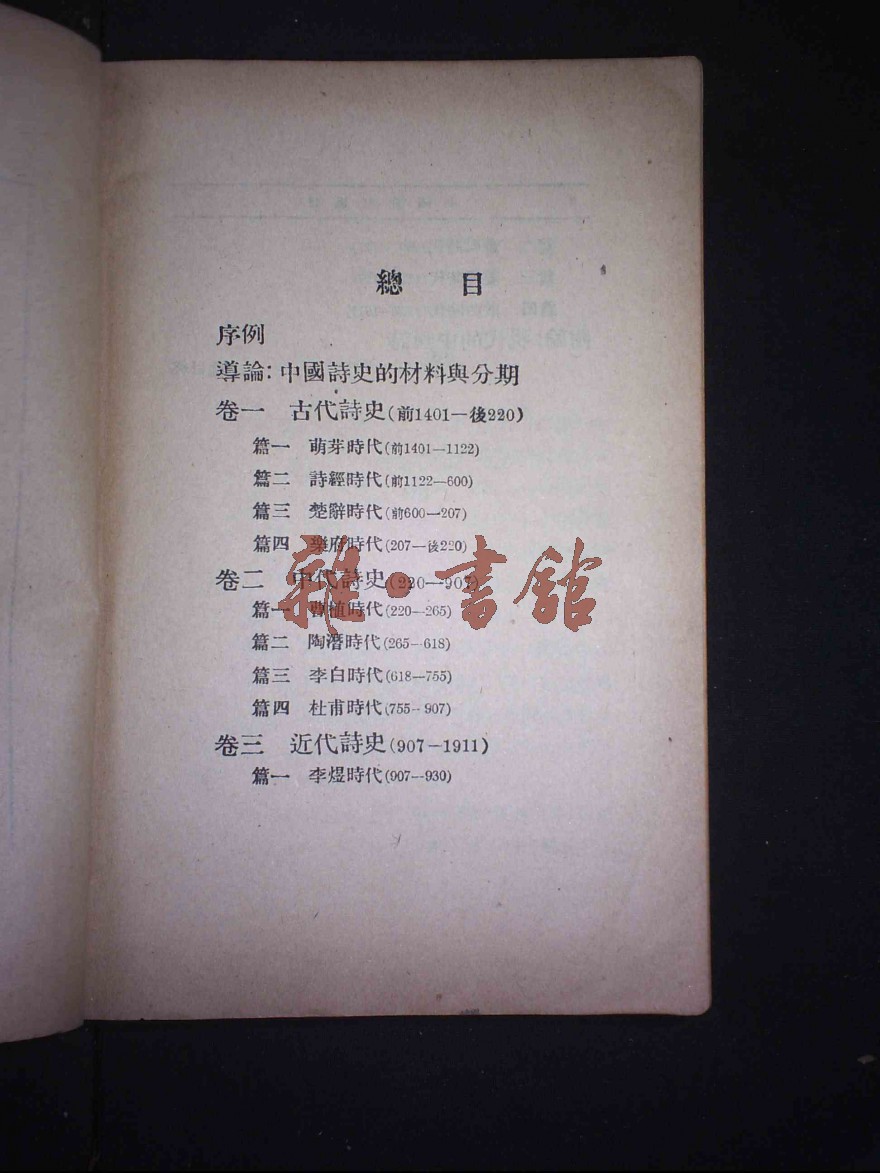 總 目
序例
導論:中國詩史的材料與分期
卷一 古代詩史(前1401—後220)
篇一 萌芽時代(前1401—1122)
篇二 詩經時代(前1122—600)
篇三 楚辭時代(前600—207)
篇四 樂府時代(207—後220)
卷二 中代詩史(220—907)
篇一 曹植時代(220—265)
篇二 陶潛時代(265—618)
篇三 李白時代(618—755)
篇四 杜甫時代(755—907)
卷三 近代詩史(907—1911)
篇一 李煜時代(907—930)
雜·書館